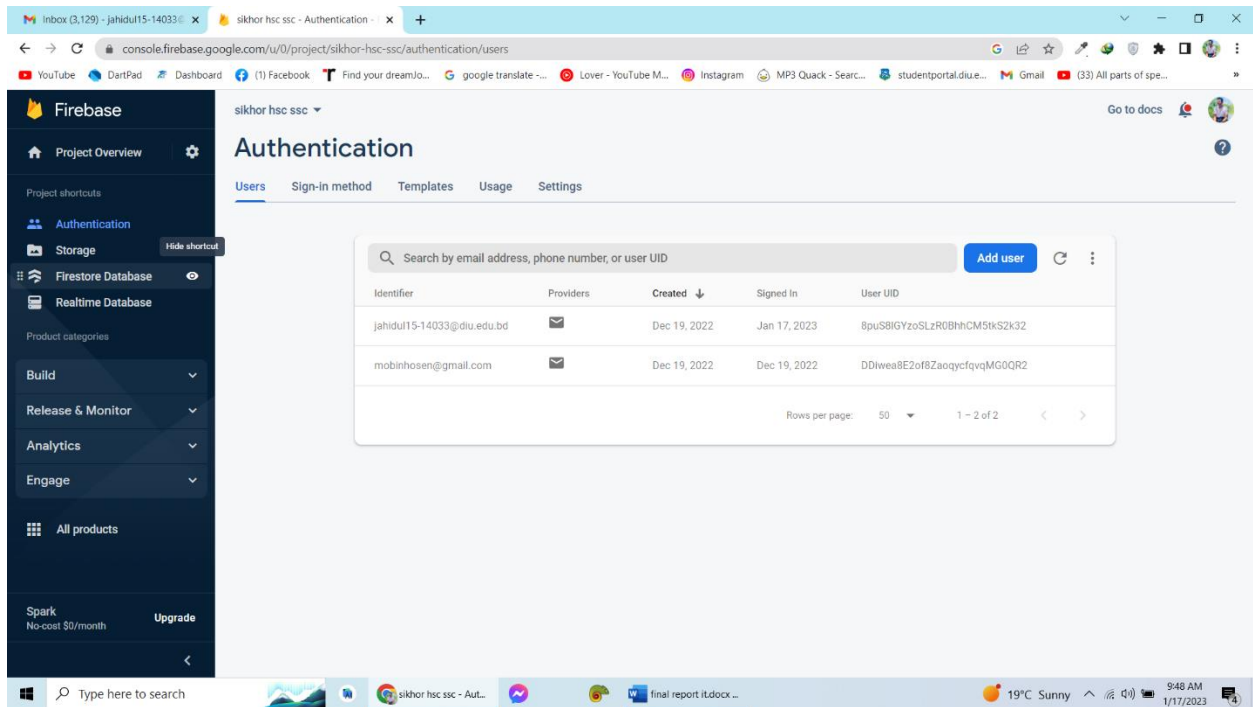 Inbox (3,129) - jahidul15-14033@
sikhor hsc ssc - Authentication -
console.firebase.google.com/u/0/project/sikhor-hsc-ssc/authentication/users
YouTube DartPad Dashboard (1) Facebook Find your dreamJo... google translate -... Lover - YouTube M... Instagram MP3 Quack - Searc... studentportal.diu.e... Gmail (33) All parts of spe... »
Firebase
sikhor hsc ssc
Go to docs
Project Overview
Authentication
Project shortcuts
Users Sign-in method Templates Usage Settings
Authentication
Storage
Hide shortcut
Firestore Database
Realtime Database
Product categories
Build
Release & Monitor
Analytics
Engage
All products
Spark
No-cost $0/month
Upgrade
Search by email address, phone number, or user UID
Add user
Identifier Providers Created Signed In User UID
jahidul15-14033@diu.edu.bd Dec 19, 2022 Jan 17, 2023 8puS8IGYzoSLzR0BhhCM5tkS2k32
mobinhosen@gmail.com Dec 19, 2022 Dec 19, 2022 DDIwea8E2of8ZaoqycfqvqMG0QR2
Rows per page: 50 1 – 2 of 2
Type here to search
sikhor hsc ssc - Aut...
final report it.docx ...
19°C Sunny
9:48 AM
1/17/2023
4